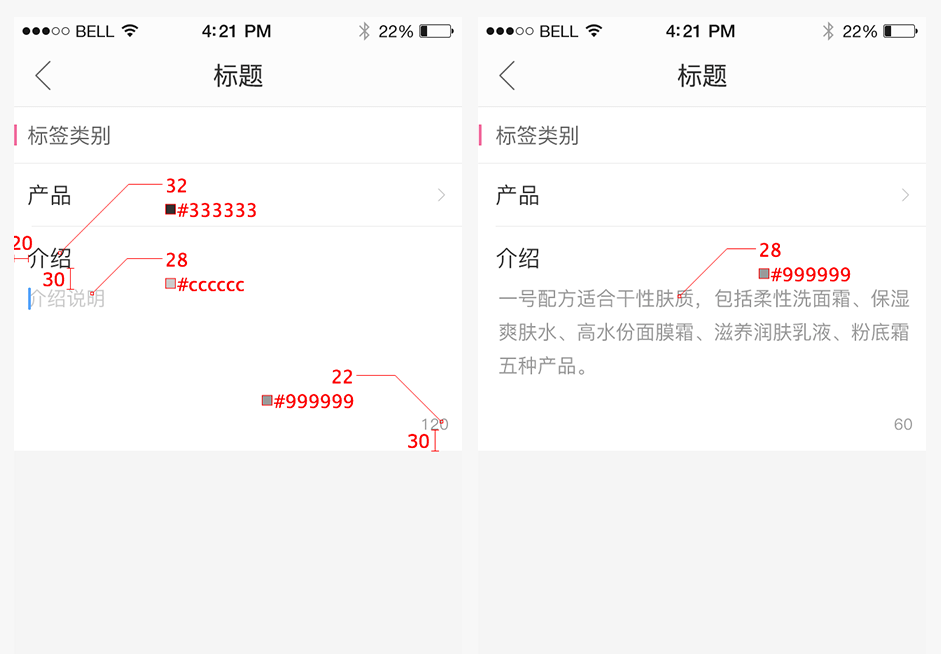 BELL 4:21 PM 22%
标题
标签类别
产品
32
#333333
20
介绍
28
30
#cccccc
介绍说明
22
#999999
120
30
BELL 4:21 PM 22%
标题
标签类别
产品
介绍
28
#999999
一号配方适合干性肤质，包括柔性洗面霜、保湿
爽肤水、高水份面膜霜、滋养润肤乳液、粉底霜
五种产品。
60